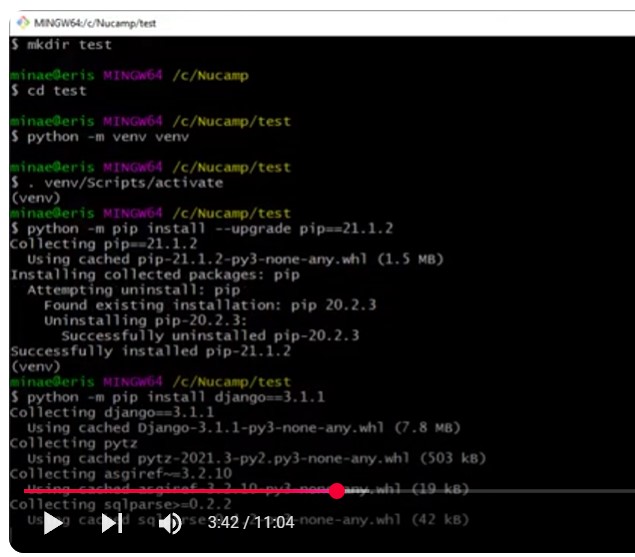 MINGW64:/c/Nucamp/test
$ mkdir test
minae@eris MINGW64 /c/Nucamp
$ cd test
minae@eris MINGW64 /c/Nucamp/test
$ python -m venv venv
minae@eris MINGW64 /c/Nucamp/test
$ . venv/Scripts/activate
(venv)
minae@eris MINGW64 /c/Nucamp/test
$ python -m pip install --upgrade pip==21.1.2
Collecting pip==21.1.2
Using cached pip-21.1.2-py3-none-any.whl (1.5 MB)
Installing collected packages: pip
Attempting uninstall: pip
Found existing installation: pip 20.2.3
Uninstalling pip-20.2.3:
Successfully uninstalled pip-20.2.3
Successfully installed pip-21.1.2
(venv)
minae@eris MINGW64 /c/Nucamp/test
$ python -m pip install django==3.1.1
Collecting django==3.1.1
Using cached Django-3.1.1-py3-none-any.whl (7.8 MB)
Collecting pytz
Using cached pytz-2021.3-py2.py3-none-any.whl (503 kB)
Collecting asgiref~=3.2.10
Using cached asgiref-3.2.10-py3-none-any.whl (19 kB)
Collecting sqlparse>=0.2.2
Using cached -none-any.whl (42 kB)
3:42 / 11:04